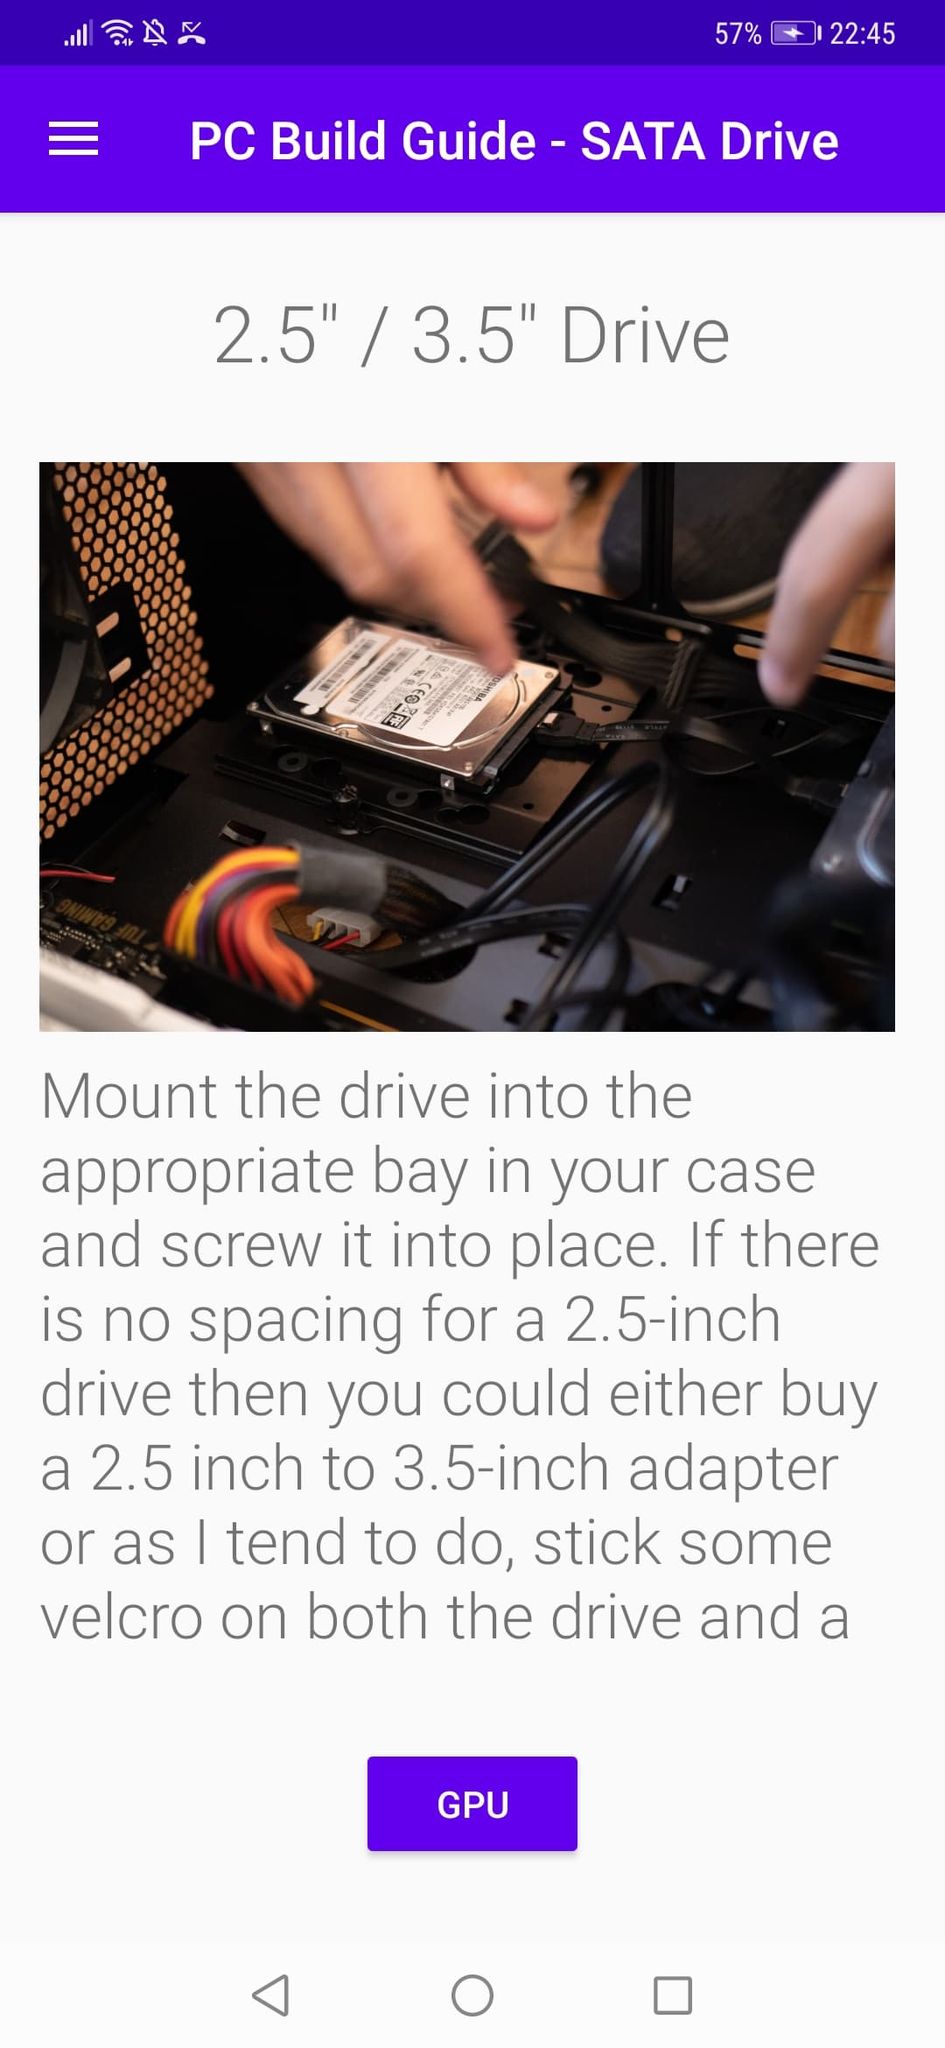 57% 22:45
PC Build Guide - SATA Drive
2.5" / 3.5" Drive
TOSHIBA
SATA
TUF GAMING
Mount the drive into the
appropriate bay in your case
and screw it into place. If there
is no spacing for a 2.5-inch
drive then you could either buy
a 2.5 inch to 3.5-inch adapter
or as I tend to do, stick some
velcro on both the drive and a
GPU